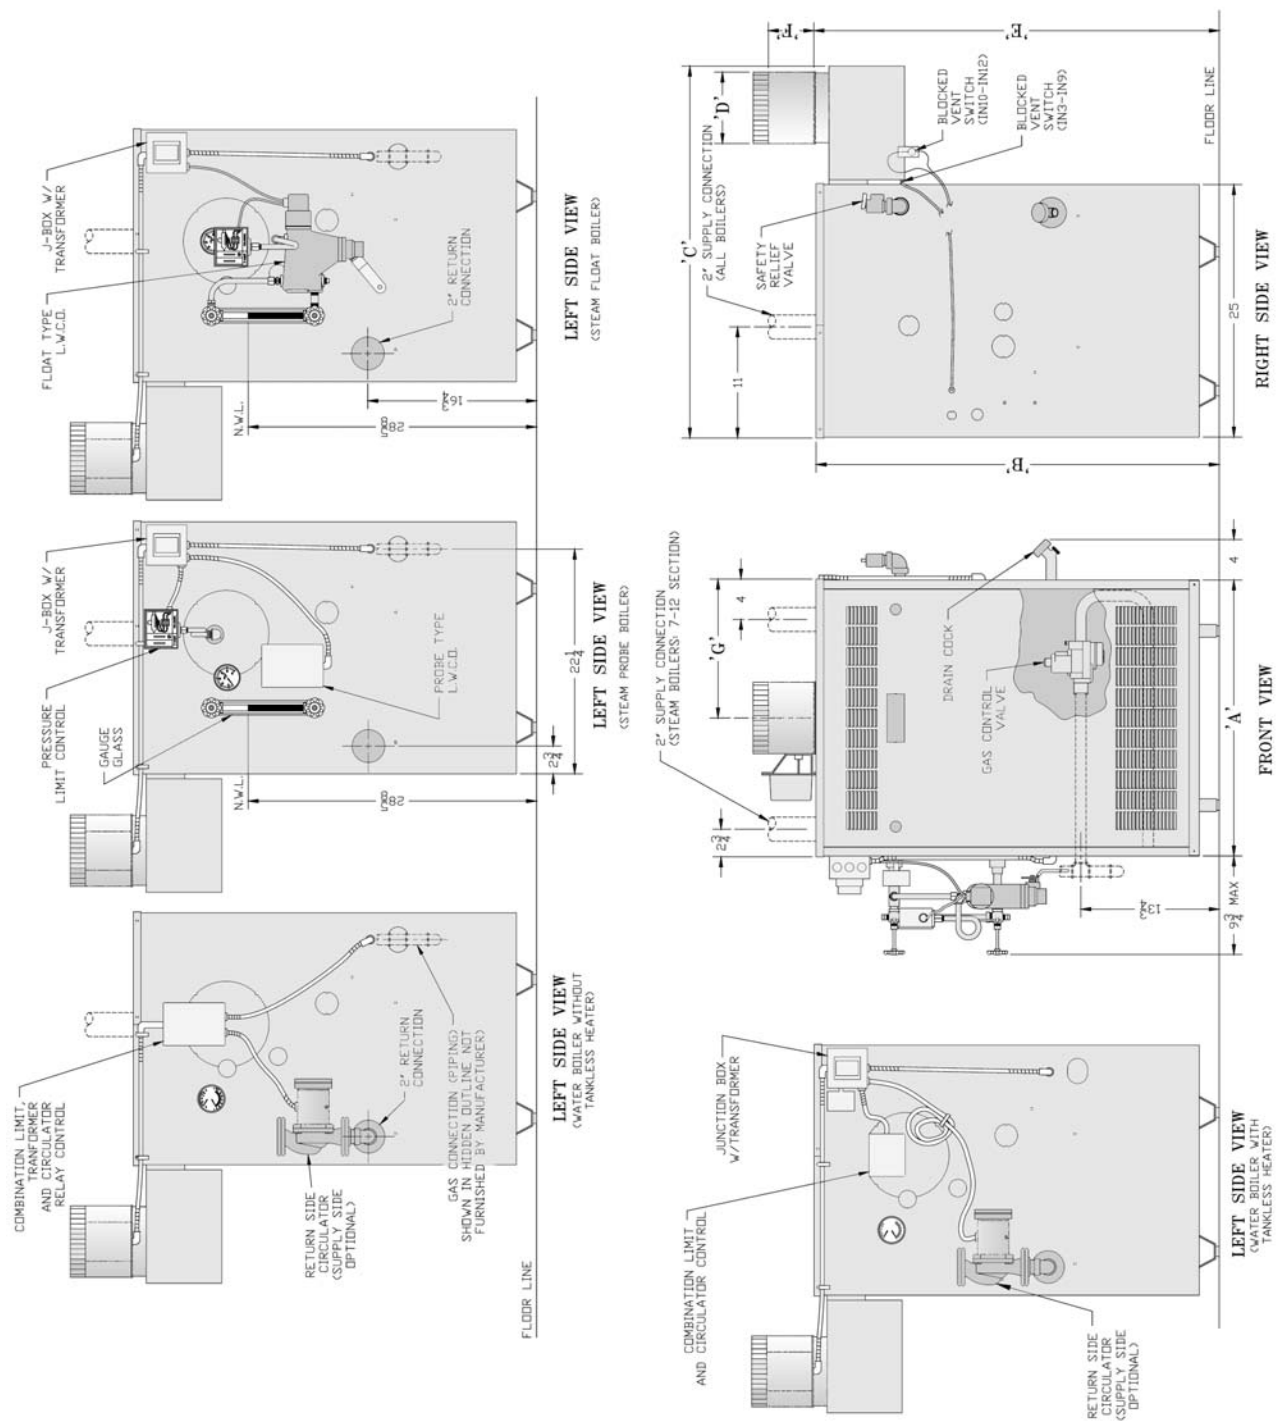 COMBINATION LIMIT,
TRANFORMER
AND CIRCULATOR
RELAY CONTROL
RETURN SIDE
CIRCULATOR
(SUPPLY SIDE
OPTIONAL)
2" RETURN
CONNECTION
GAS CONNECTION (PIPING)
SHOWN IN HIDDEN OUTLINE NOT
FURNISHED BY MANUFACTURER)
FLOOR LINE
LEFT SIDE VIEW
(WATER BOILER WITHOUT
TANKLESS HEATER)
PRESSURE
LIMIT CONTROL
GAUGE
GLASS
J-BOX W/
TRANSFORMER
N.W.L.
28 5/8
PROBE TYPE
L.W.C.O.
2 3/4
22 1/4
LEFT SIDE VIEW
(STEAM PROBE BOILER)
FLOAT TYPE
L.W.C.O.
J-BOX W/
TRANSFORMER
N.W.L.
28 5/8
16 3/4
2" RETURN
CONNECTION
LEFT SIDE VIEW
(STEAM FLOAT BOILER)
COMBINATION LIMIT
AND CIRCULATOR CONTROL
JUNCTION BOX
W/TRANSFORMER
RETURN SIDE
CIRCULATOR
(SUPPLY SIDE
OPTIONAL)
LEFT SIDE VIEW
(WATER BOILER WITH
TANKLESS HEATER)
2" SUPPLY CONNECTION
(STEAM BOILERS: 7-12 SECTION)
2 3/4
'G'
4
DRAIN COCK
GAS CONTROL
VALVE
13 3/4
9 3/4 MAX
'A'
4
FRONT VIEW
'C'
'D'
'F'
'E'
'B'
11
2" SUPPLY CONNECTION
(ALL BOILERS)
SAFETY
RELIEF
VALVE
BLOCKED
VENT
SWITCH
(IN10-IN12)
BLOCKED
VENT
SWITCH
(IN3-IN9)
FLOOR LINE
25
RIGHT SIDE VIEW